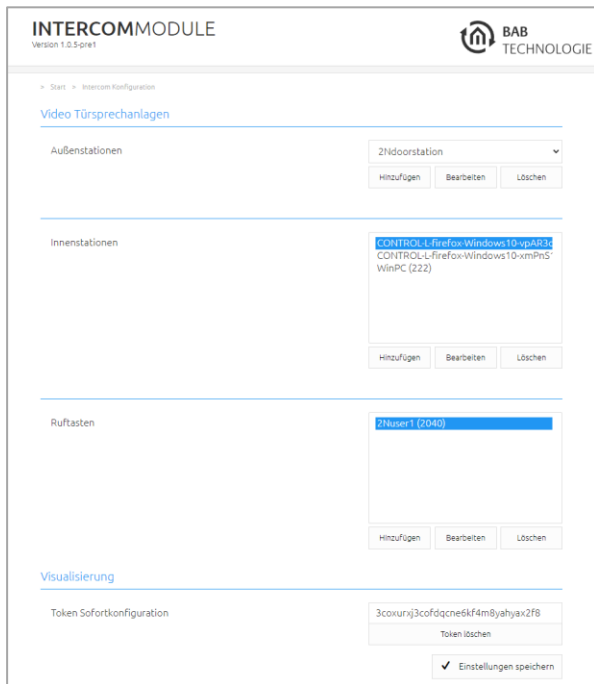 INTERCOMMODULE
Version 1.0.5-pre1
BAB
TECHNOLOGIE
> Start > Intercom Konfiguration
Video Türsprechanlagen
Außenstationen
2Ndoorstation
Hinzufügen Bearbeiten Löschen
Innenstationen
CONTROL-L-firefox-Windows10-vpAR3c
CONTROL-L-firefox-Windows10-xmPnS
WinPC (222)
Hinzufügen Bearbeiten Löschen
Ruftasten
2Nuser1 (2040)
Hinzufügen Bearbeiten Löschen
Visualisierung
Token Sofortkonfiguration
3coxurxj3cofdqcne6kf4m8yahyax2f8
Token löschen
Einstellungen speichern